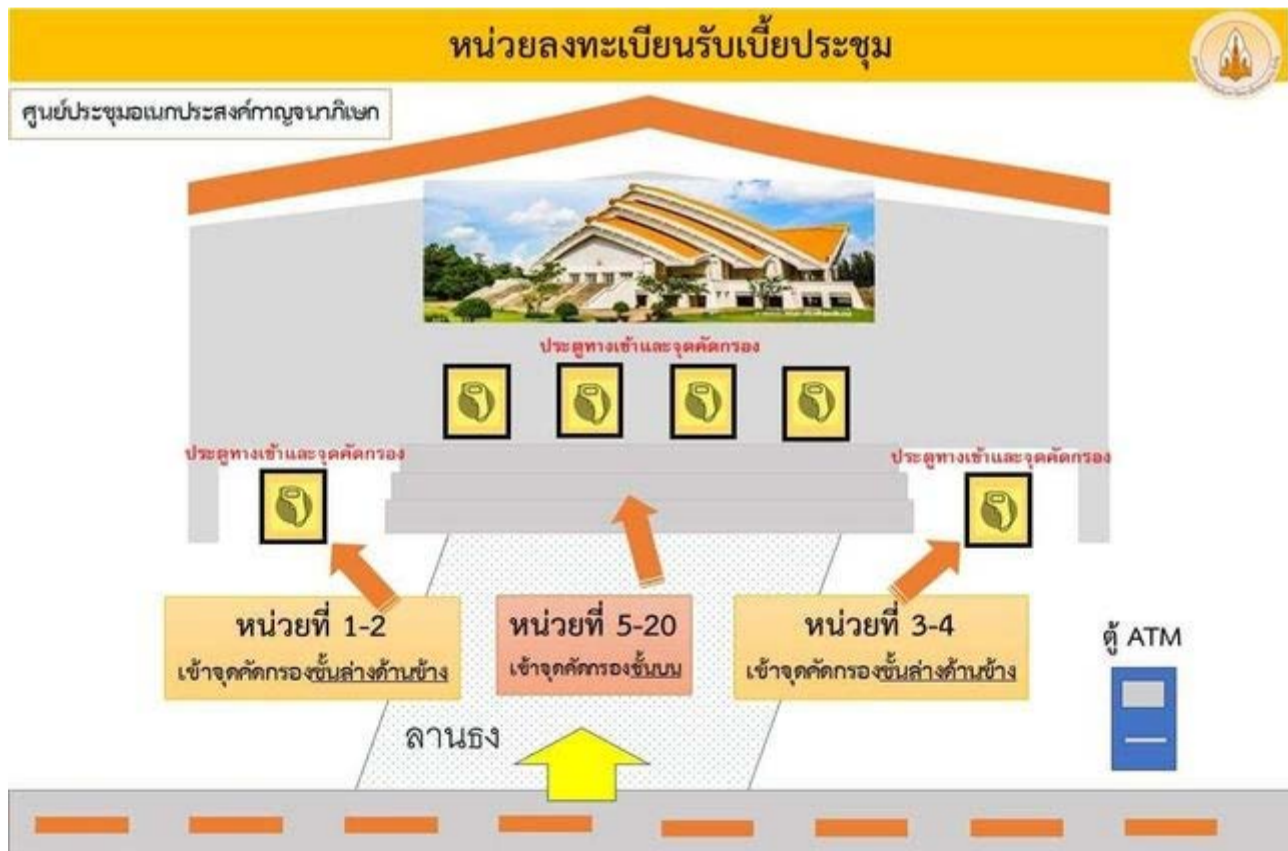 หน่วยลงทะเบียนรับเบี้ยประชุม
ศูนย์ประชุมอเนกประสงค์กาญจนาภิเษก
ประตูทางเข้าและจุดคัดกรอง
ประตูทางเข้าและจุดคัดกรอง
ประตูทางเข้าและจุดคัดกรอง
หน่วยที่ 1-2
เข้าจุดคัดกรองชั้นล่างด้านข้าง
หน่วยที่ 5-20
เข้าจุดคัดกรองชั้นบน
หน่วยที่ 3-4
เข้าจุดคัดกรองชั้นล่างด้านข้าง
ตู้ ATM
ลานธง